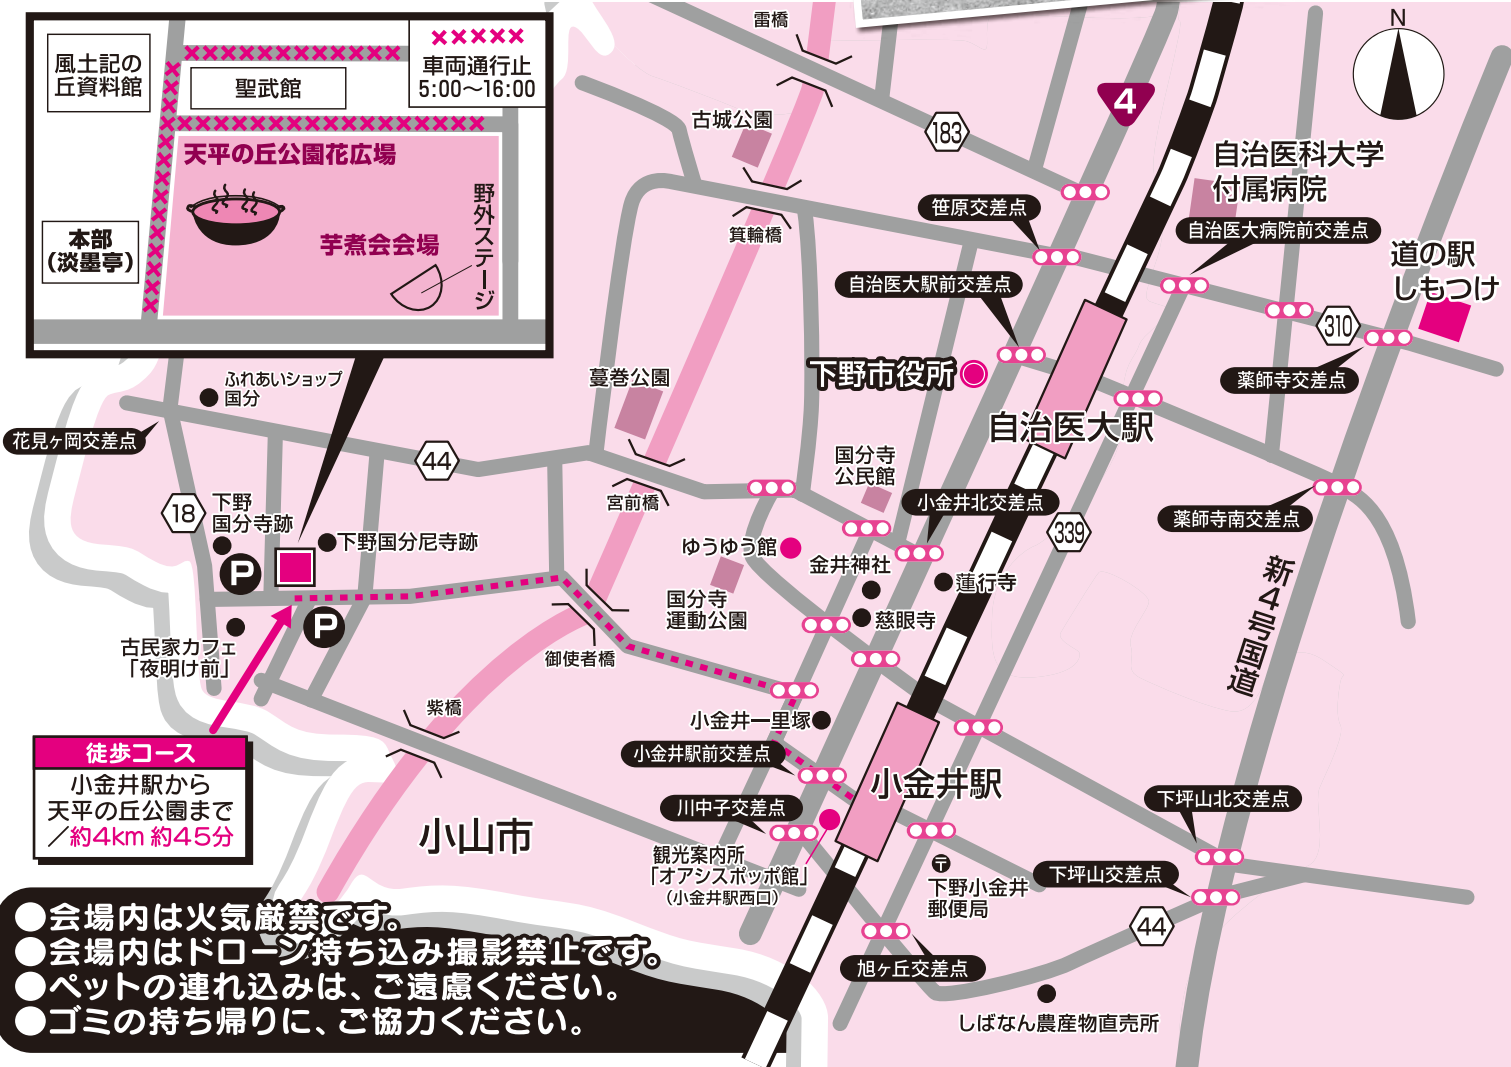 風土記の
丘資料館
聖武館
車両通行止
5:00〜16:00
天平の丘公園花広場
芋煮会会場
野外ステージ
本部
(淡墨亭)
雷橋
古城公園
箕輪橋
183
4
N
自治医科大学
付属病院
笹原交差点
自治医大病院前交差点
道の駅
しもつけ
自治医大駅前交差点
310
薬師寺交差点
下野市役所
自治医大駅
ふれあいショップ
国分
蔓巻公園
花見ヶ岡交差点
44
国分寺
公民館
小金井北交差点
宮前橋
18
下野
国分寺跡
下野国分尼寺跡
339
薬師寺南交差点
ゆうゆう館
金井神社
蓮行寺
P
国分寺
運動公園
慈眼寺
新4号国道
P
古民家カフェ
「夜明け前」
御使者橋
紫橋
小金井一里塚
小金井駅前交差点
小金井駅
徒歩コース
小金井駅から
天平の丘公園まで
/約4km 約45分
川中子交差点
下坪山北交差点
小山市
観光案内所
「オアシスポッポ館」
(小金井駅西口)
〒
下野小金井
郵便局
下坪山交差点
44
旭ヶ丘交差点
しばなん農産物直売所
●会場内は火気厳禁です。
●会場内はドローン持ち込み撮影禁止です。
●ペットの連れ込みは、ご遠慮ください。
●ゴミの持ち帰りに、ご協力ください。